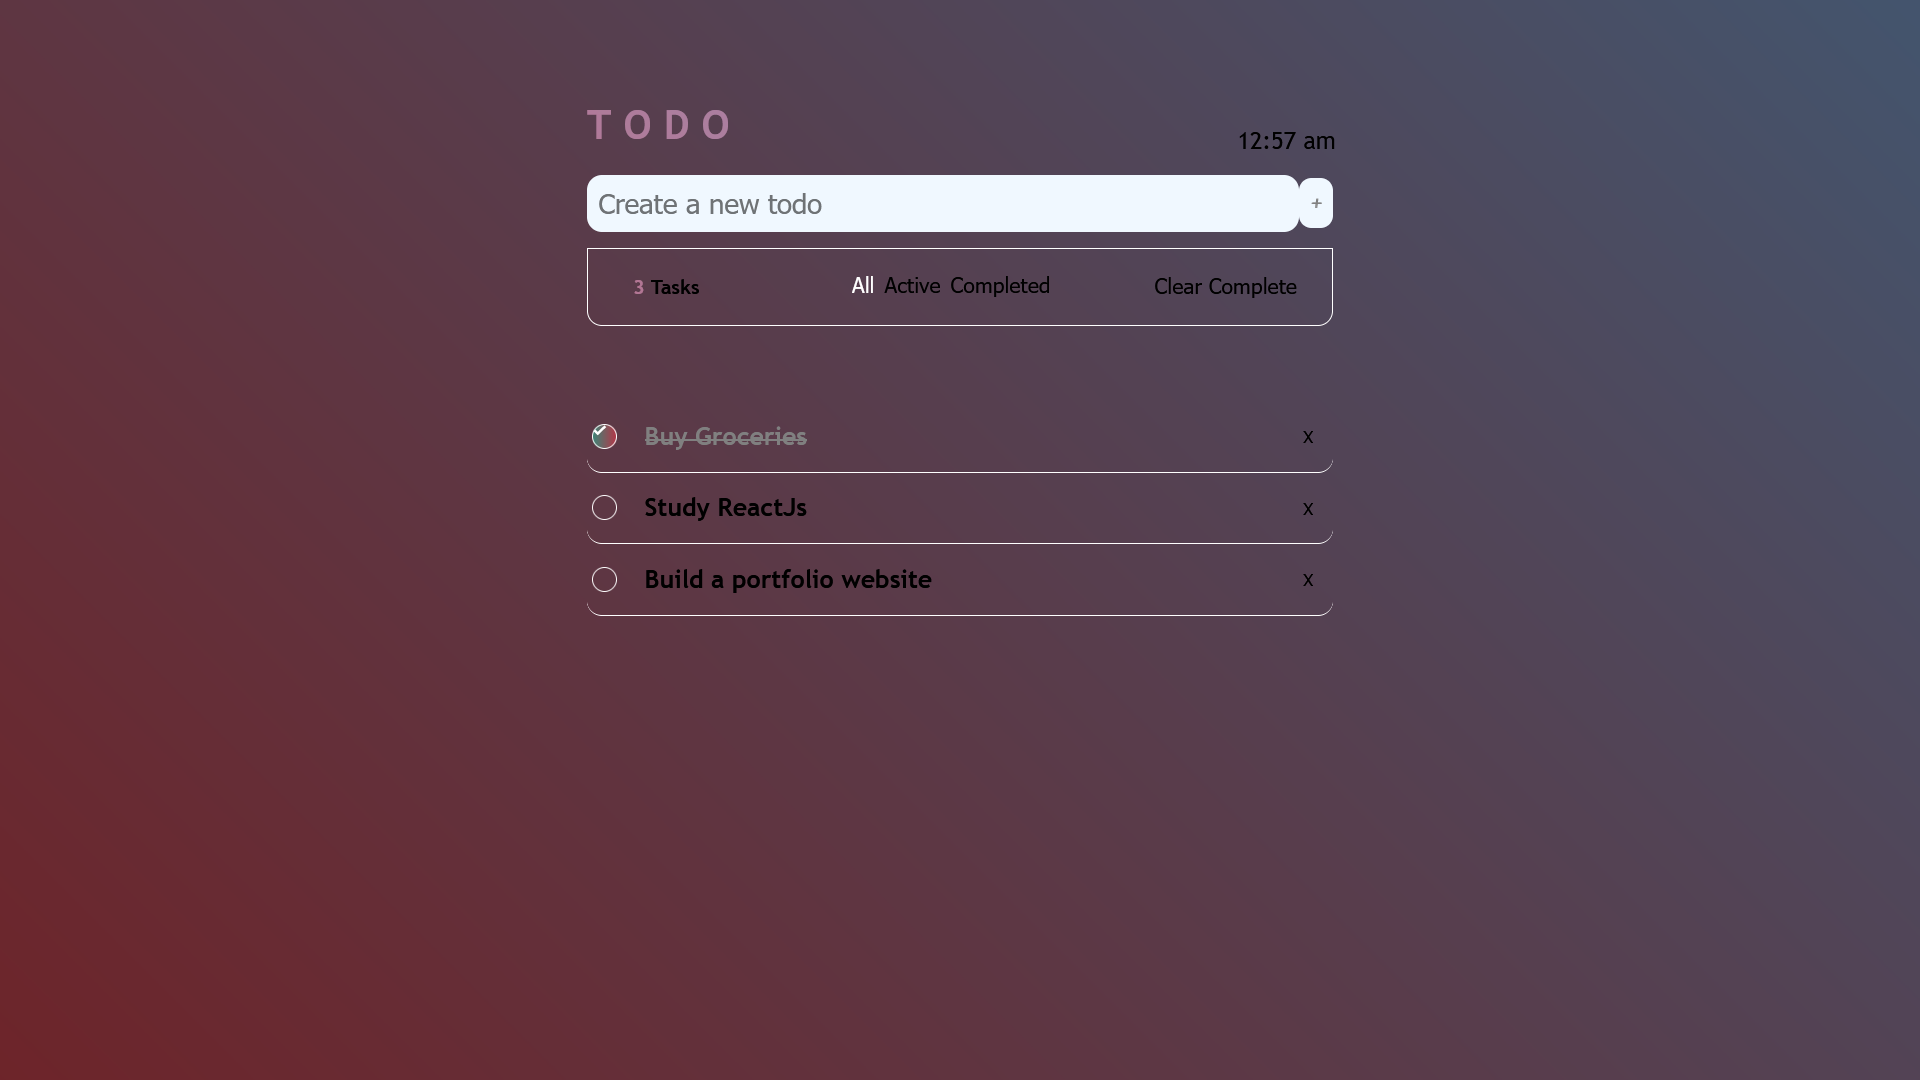 TODO
12:57 am
Create a new todo
+
3 Tasks
All Active Completed
Clear Complete
Buy Groceries x
Study ReactJs x
Build a portfolio website x